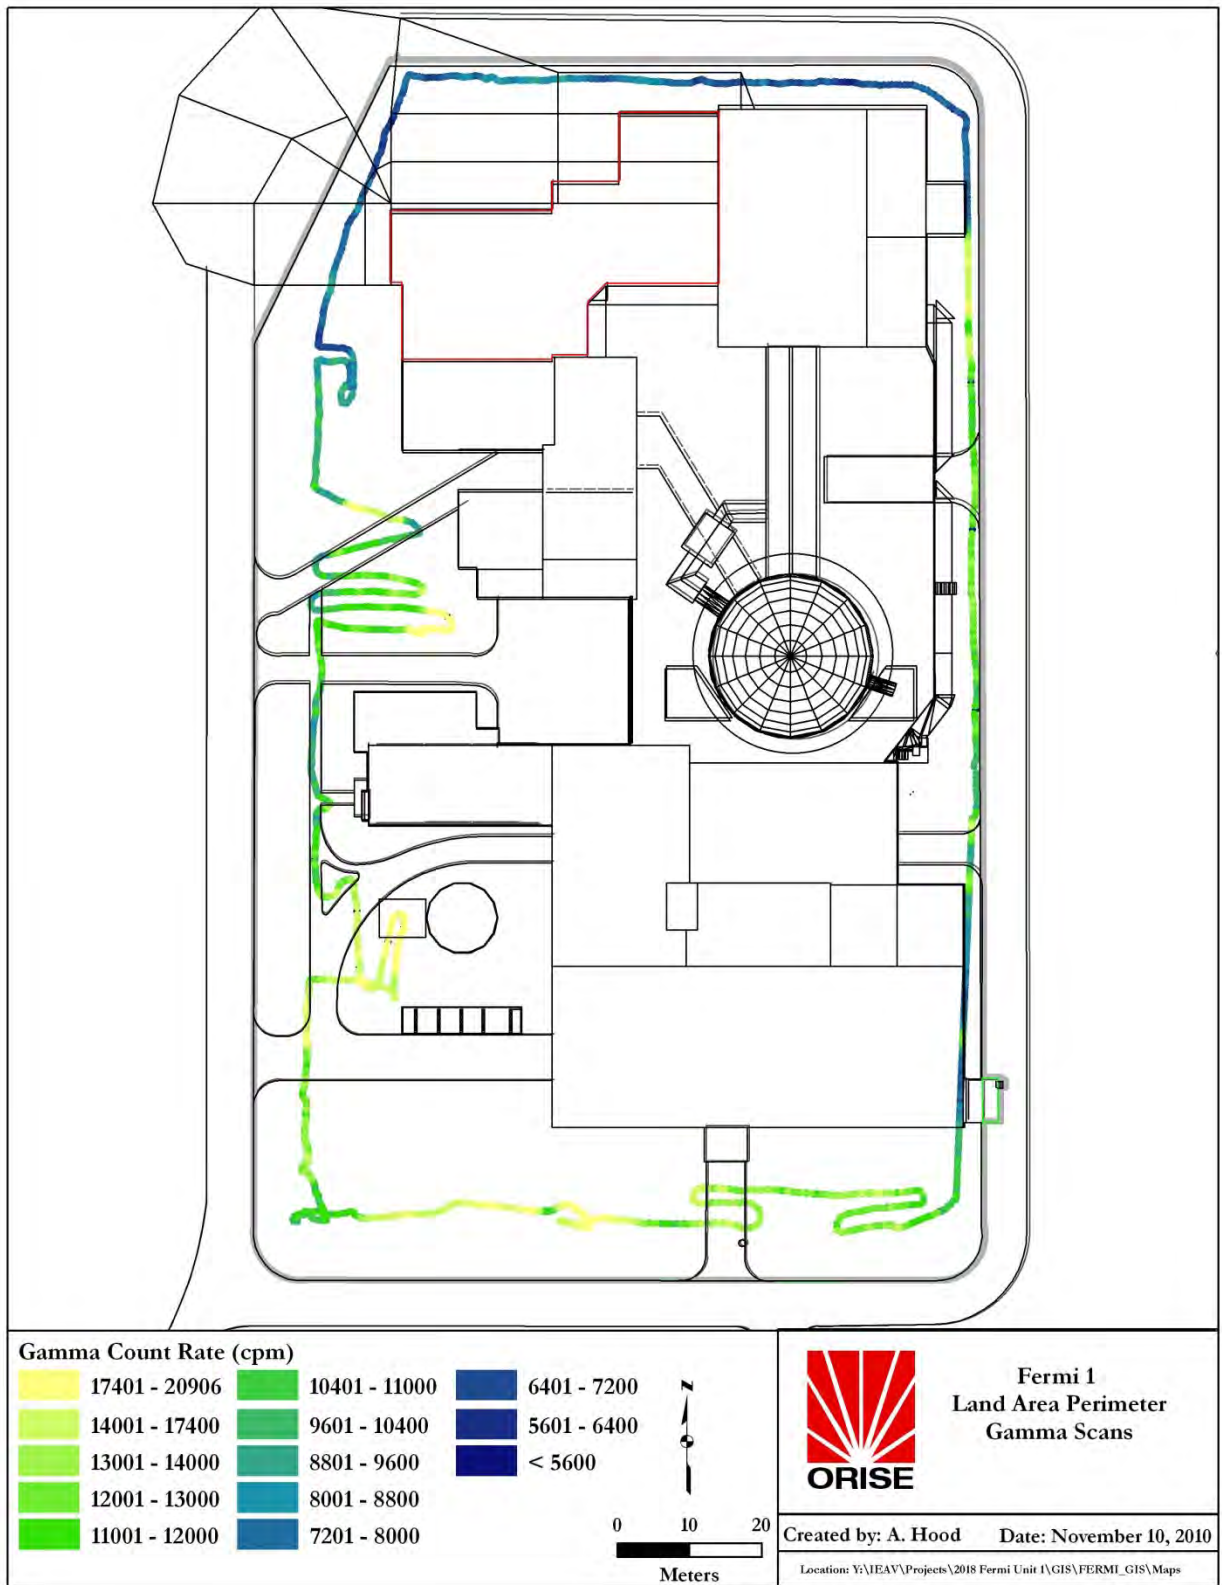 Gamma Count Rate (cpm)
17401 - 20906
14001 - 17400
13001 - 14000
12001 - 13000
11001 - 12000
10401 - 11000
9601 - 10400
8801 - 9600
8001 - 8800
7201 - 8000
6401 - 7200
5601 - 6400
< 5600
N
0 10 20
Meters
ORISE
Fermi 1
Land Area Perimeter
Gamma Scans
Created by: A. Hood Date: November 10, 2010
Location: Y:\IEAV\Projects\2018 Fermi Unit 1\GIS\FERMI_GIS\Maps